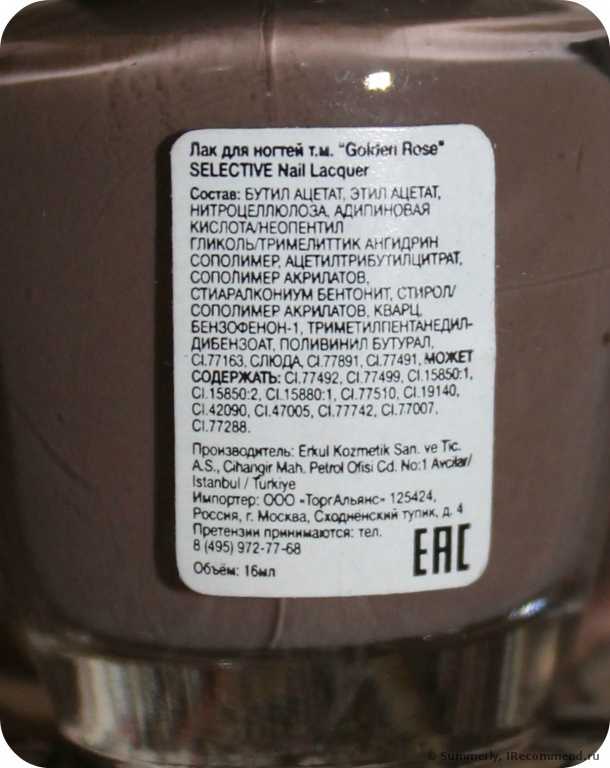 Лак для ногтей т.м. "Golden Rose"
SELECTIVE Nail Lacquer
Состав: БУТИЛ АЦЕТАТ, ЭТИЛ АЦЕТАТ,
НИТРОЦЕЛЛЮЛОЗА, АДИПИНОВАЯ
КИСЛОТА/НЕОПЕНТИЛ
ГЛИКОЛЬ/ТРИМЕЛИТТИК АНГИДРИН
СОПОЛИМЕР, АЦЕТИЛТРИБУТИЛЦИТРАТ,
СОПОЛИМЕР АКРИЛАТОВ,
СТИАРАЛКОНИУМ БЕНТОНИТ, СТИРОЛ/
СОПОЛИМЕР АКРИЛАТОВ, КВАРЦ,
БЕНЗОФЕНОН-1, ТРИМЕТИЛПЕНТАНЕДИЛ-
ДИБЕНЗОАТ, ПОЛИВИНИЛ БУТУРАЛ,
CI.77163, СЛЮДА, CI.77891, CI.77491, МОЖЕТ
СОДЕРЖАТЬ: CI.77492, CI.77499, CI.15850:1,
CI.15850:2, CI.15880:1, CI.77510, CI.19140,
CI.42090, CI.47005, CI.77742, CI.77007,
CI.77288.
Производитель: Erkul Kozmetik San. ve Tic.
A.S., Cihangir Mah. Petrol Ofisi Cd. No:1 Avcilar/
Istanbul / Turkiye
Импортер: ООО «ТоргАльянс» 125424,
Россия, г. Москва, Сходненский тупик, д. 4
Претензии принимаются: тел.
8 (495) 972-77-68
Объём: 16мл
EAC
© Summerly, IRecommend.ru